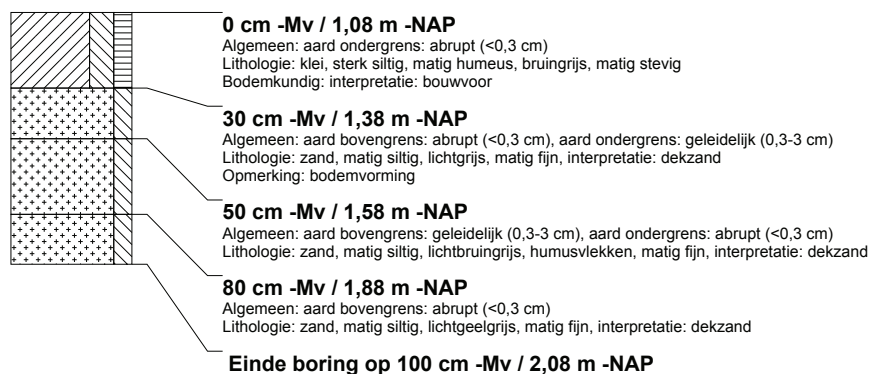 0 cm -Mv / 1,08 m -NAP
Algemeen: aard ondergrens: abrupt (<0,3 cm)
Lithologie: klei, sterk siltig, matig humeus, bruingrijs, matig stevig
Bodemkundig: interpretatie: bouwvoor
30 cm -Mv / 1,38 m -NAP
Algemeen: aard bovengrens: abrupt (<0,3 cm), aard ondergrens: geleidelijk (0,3-3 cm)
Lithologie: zand, matig siltig, lichtgrijs, matig fijn, interpretatie: dekzand
Opmerking: bodemvorming
50 cm -Mv / 1,58 m -NAP
Algemeen: aard bovengrens: geleidelijk (0,3-3 cm), aard ondergrens: abrupt (<0,3 cm)
Lithologie: zand, matig siltig, lichtbruingrijs, humusvlekken, matig fijn, interpretatie: dekzand
80 cm -Mv / 1,88 m -NAP
Algemeen: aard bovengrens: abrupt (<0,3 cm)
Lithologie: zand, matig siltig, lichtgeelgrijs, matig fijn, interpretatie: dekzand
Einde boring op 100 cm -Mv / 2,08 m -NAP